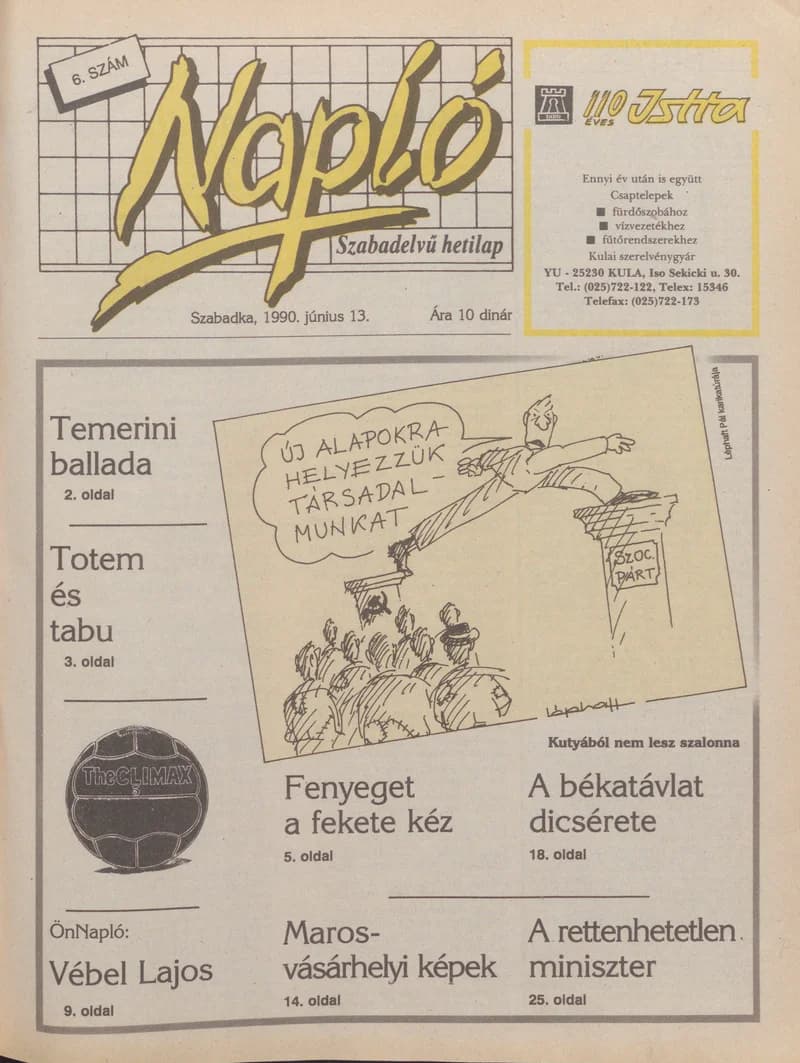 6. SZÁM
Napló
Szabadelvű hetilap
Szabadka, 1990. június 13.
Ára 10 dinár
110
ÉVES
Istta
Ennyi év után is együtt
Csaptelepek
■ fürdőszobához
■ vízvezetékhez
■ fűtőrendszerekhez
Kulai szerelvénygyár
YU - 25230 KULA, Iso Sekicki u. 30.
Tel.: (025)722-122, Telex: 15346
Telefax: (025)722-173
Temerini
ballada
2. oldal
Totem
és
tabu
3. oldal
ÚJ ALAPOKRA
HELYEZZÜK
TÁRSADAL-
MUNKAT
SZOC.
PÁRT
Léphaft
Léphaft Pál karikatúrája
Kutyából nem lesz szalonna
The CLIMAX
5
Fenyeget
a fekete kéz
5. oldal
A békatávlat
dicsérete
18. oldal
ÖnNapló:
Vébel Lajos
9. oldal
Maros-
vásárhelyi képek
14. oldal
A rettenhetetlen
miniszter
25. oldal